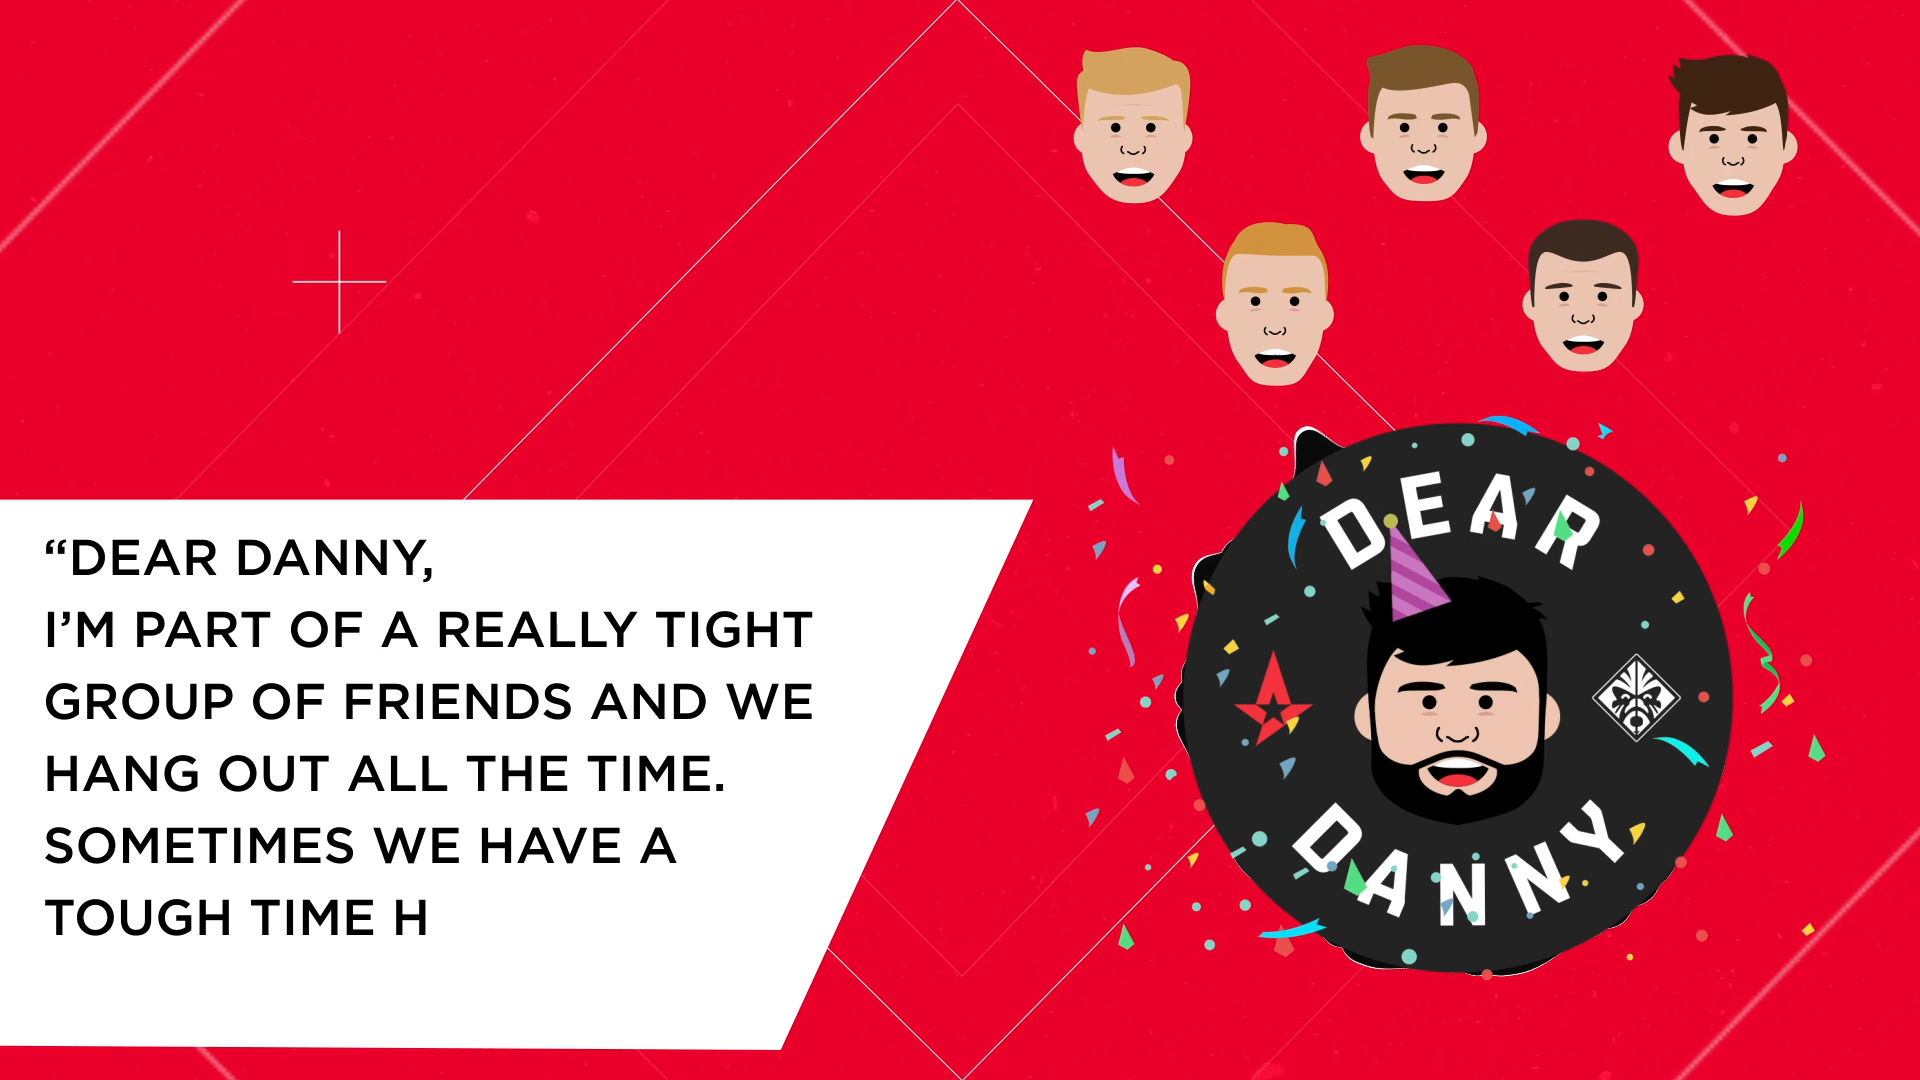 “DEAR DANNY,
I’M PART OF A REALLY TIGHT
GROUP OF FRIENDS AND WE
HANG OUT ALL THE TIME.
SOMETIMES WE HAVE A
TOUGH TIME H
DEAR
DANNY